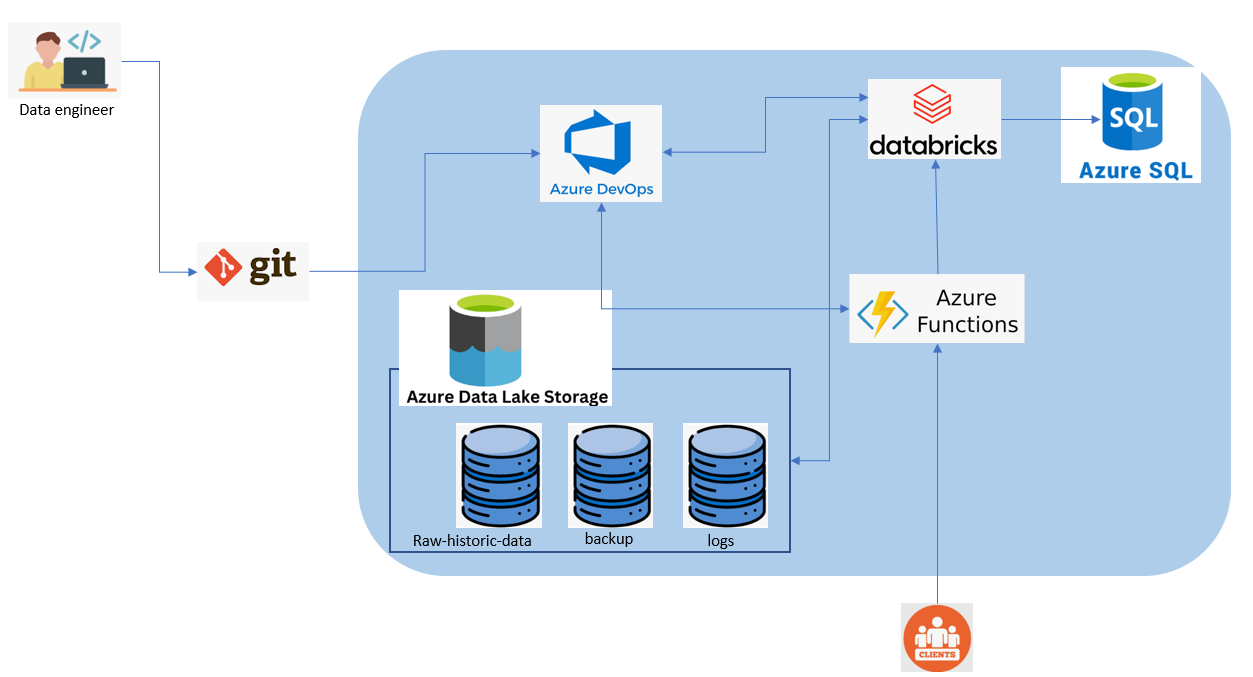 </>
Data engineer
git
Azure DevOps
databricks
SQL
Azure SQL
Azure
Functions
Azure Data Lake Storage
Raw-historic-data
backup
logs
CLIENTS